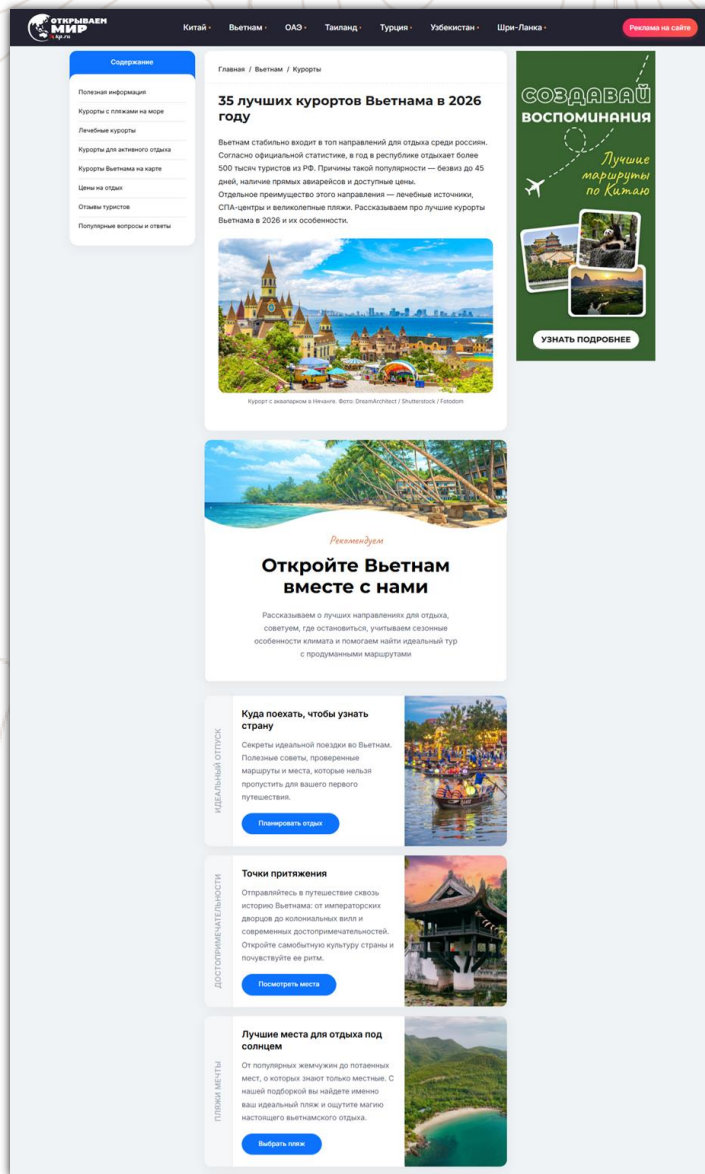 ОТКРЫВАЕМ
МИР
kp.ru
Китай
Вьетнам
ОАЭ
Таиланд
Турция
Узбекистан
Шри-Ланка
Реклама на сайте
Содержание
Полезная информация
Курорты с пляжами на море
Лечебные курорты
Курорты для активного отдыха
Курорты Вьетнама на карте
Цены на отдых
Отзывы туристов
Популярные вопросы и ответы
Главная / Вьетнам / Курорты
35 лучших курортов Вьетнама в 2026
году
Вьетнам стабильно входит в топ направлений для отдыха среди россиян.
Согласно официальной статистике, в год в республике отдыхает более
500 тысяч туристов из РФ. Причины такой популярности — безвиз до 45
дней, наличие прямых авиарейсов и доступные цены.
Отдельное преимущество этого направления — лечебные источники,
СПА-центры и великолепные пляжи. Рассказываем про лучшие курорты
Вьетнама в 2026 и их особенности.
Курорт с аквапарком в Нячанге. Фото: DreamArchitect / Shutterstock / Fotodom
СОЗДАВАЙ
ВОСПОМИНАНИЯ
Лучшие
маршруты
по Китаю
УЗНАТЬ ПОДРОБНЕЕ
Рекомендуем
Откройте Вьетнам
вместе с нами
Рассказываем о лучших направлениях для отдыха,
советуем, где остановиться, учитываем сезонные
особенности климата и помогаем найти идеальный тур
с продуманными маршрутами
ИДЕАЛЬНЫЙ ОТПУСК
Куда поехать, чтобы узнать
страну
Секреты идеальной поездки во Вьетнам.
Полезные советы, проверенные
маршруты и места, которые нельзя
пропустить для вашего первого
путешествия.
Планировать отдых
ДОСТОПРИМЕЧАТЕЛЬНОСТИ
Точки притяжения
Отправляйтесь в путешествие сквозь
историю Вьетнама: от императорских
дворцов до колониальных вилл и
современных достопримечательностей.
Откройте самобытную культуру страны и
почувствуйте ее ритм.
Посмотреть места
ПЛЯЖИ МЕЧТЫ
Лучшие места для отдыха под
солнцем
От популярных жемчужин до потаенных
мест, о которых знают только местные. С
нашей подборкой вы найдете именно
ваш идеальный пляж и ощутите магию
настоящего вьетнамского отдыха.
Выбрать пляж